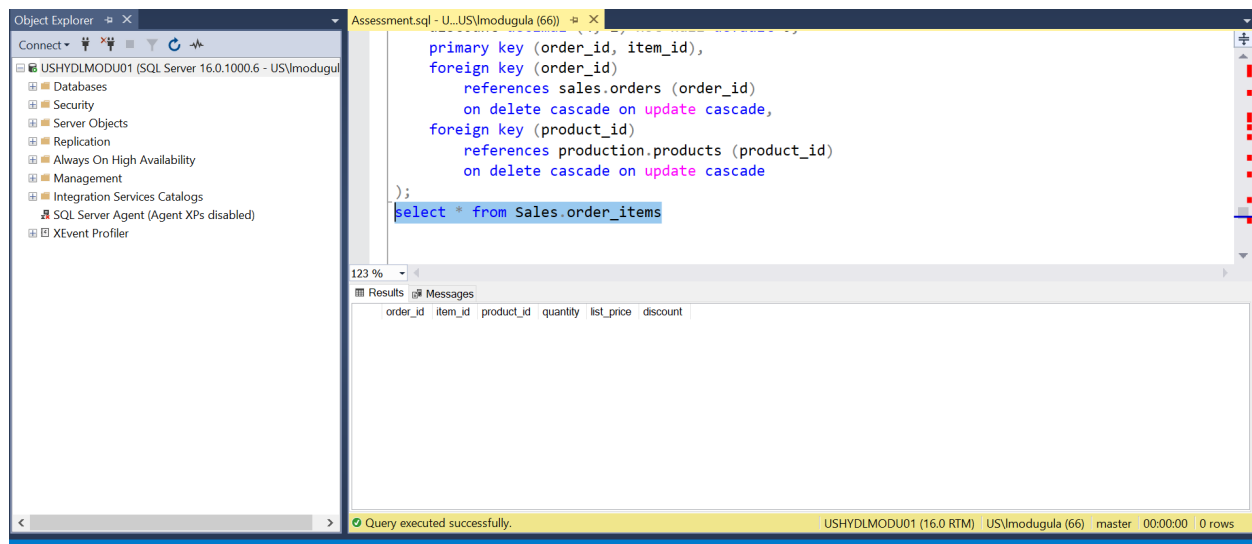 Object Explorer
Connect
USHYDLMODU01 (SQL Server 16.0.1000.6 - US\lmodugul
Databases
Security
Server Objects
Replication
Always On High Availability
Management
Integration Services Catalogs
SQL Server Agent (Agent XPs disabled)
XEvent Profiler
Assessment.sql - U...US\lmodugula (66))
primary key (order_id, item_id),
foreign key (order_id)
references sales.orders (order_id)
on delete cascade on update cascade,
foreign key (product_id)
references production.products (product_id)
on delete cascade on update cascade
);
select * from Sales.order_items
123 %
Results Messages
order_id item_id product_id quantity list_price discount
Query executed successfully. USHYDLMODU01 (16.0 RTM) US\lmodugula (66) master 00:00:00 0 rows